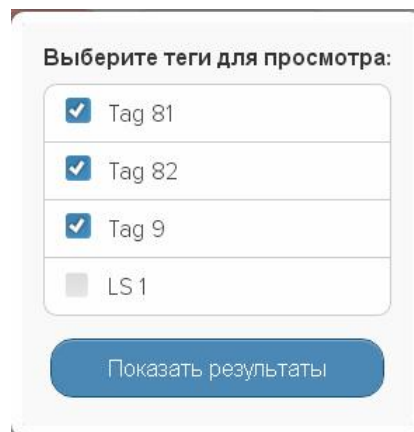 Выберите теги для просмотра:
Tag 81
Tag 82
Tag 9
LS 1
Показать результаты